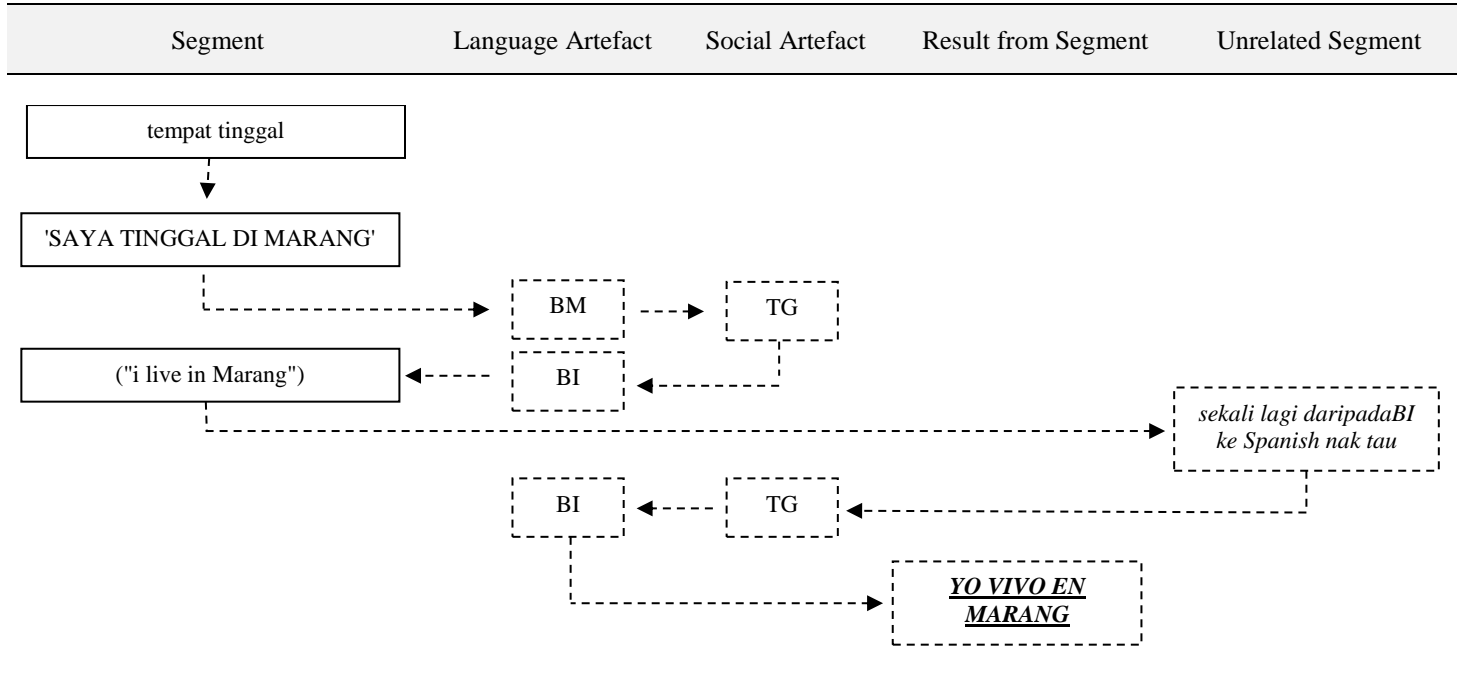 Segment Language Artefact Social Artefact Result from Segment Unrelated Segment
tempat tinggal
'SAYA TINGGAL DI MARANG'
BM TG
("i live in Marang") BI
sekali lagi daripadaBI
ke Spanish nak tau
BI TG
YO VIVO EN
MARANG